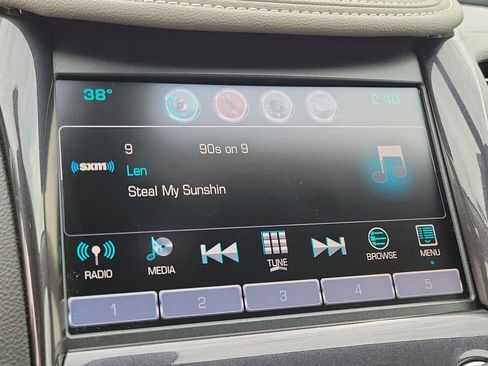 38° 2:40
9 90s on 9
((sxm))
Len
Steal My Sunshin
RADIO MEDIA TUNE BROWSE MENU
1 2 3 4 5